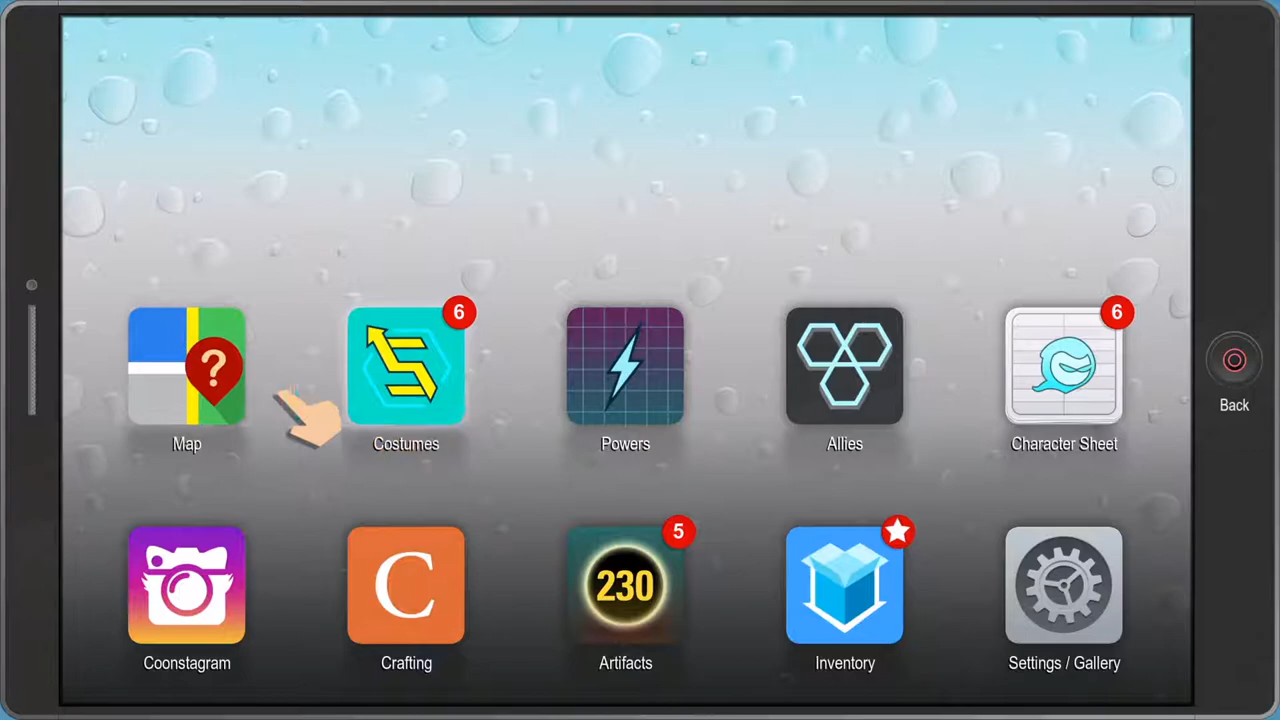 6
6
?
Map
Costumes
Powers
Allies
Character Sheet
Back
5
C
230
Coonstagram
Crafting
Artifacts
Inventory
Settings / Gallery